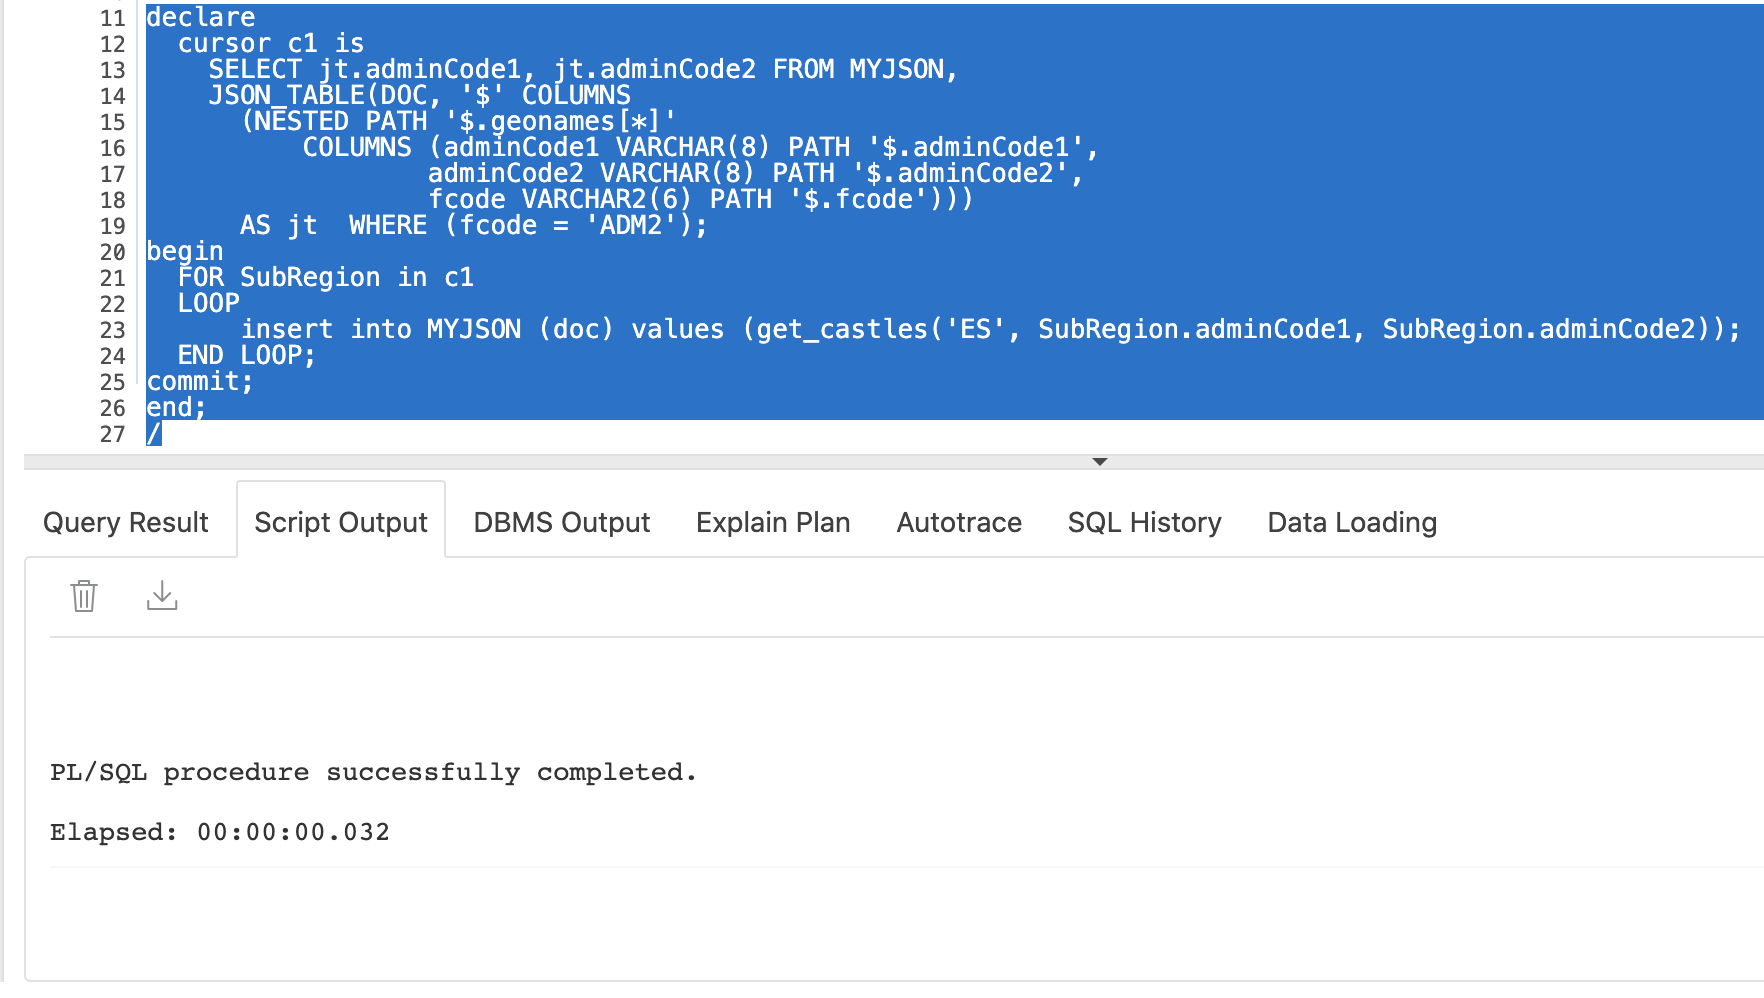 11 declare
12   cursor c1 is
13     SELECT jt.adminCode1, jt.adminCode2 FROM MYJSON,
14     JSON_TABLE(DOC, '$' COLUMNS
15       (NESTED PATH '$.geonames[*]'
16           COLUMNS (adminCode1 VARCHAR(8) PATH '$.adminCode1',
17                   adminCode2 VARCHAR(8) PATH '$.adminCode2',
18                   fcode VARCHAR2(6) PATH '$.fcode')))
19       AS jt  WHERE (fcode = 'ADM2');
20 begin
21   FOR SubRegion in c1
22   LOOP
23       insert into MYJSON (doc) values (get_castles('ES', SubRegion.adminCode1, SubRegion.adminCode2));
24   END LOOP;
25 commit;
26 end;
27 /
Query Result Script Output DBMS Output Explain Plan Autotrace SQL History Data Loading
PL/SQL procedure successfully completed.
Elapsed: 00:00:00.032